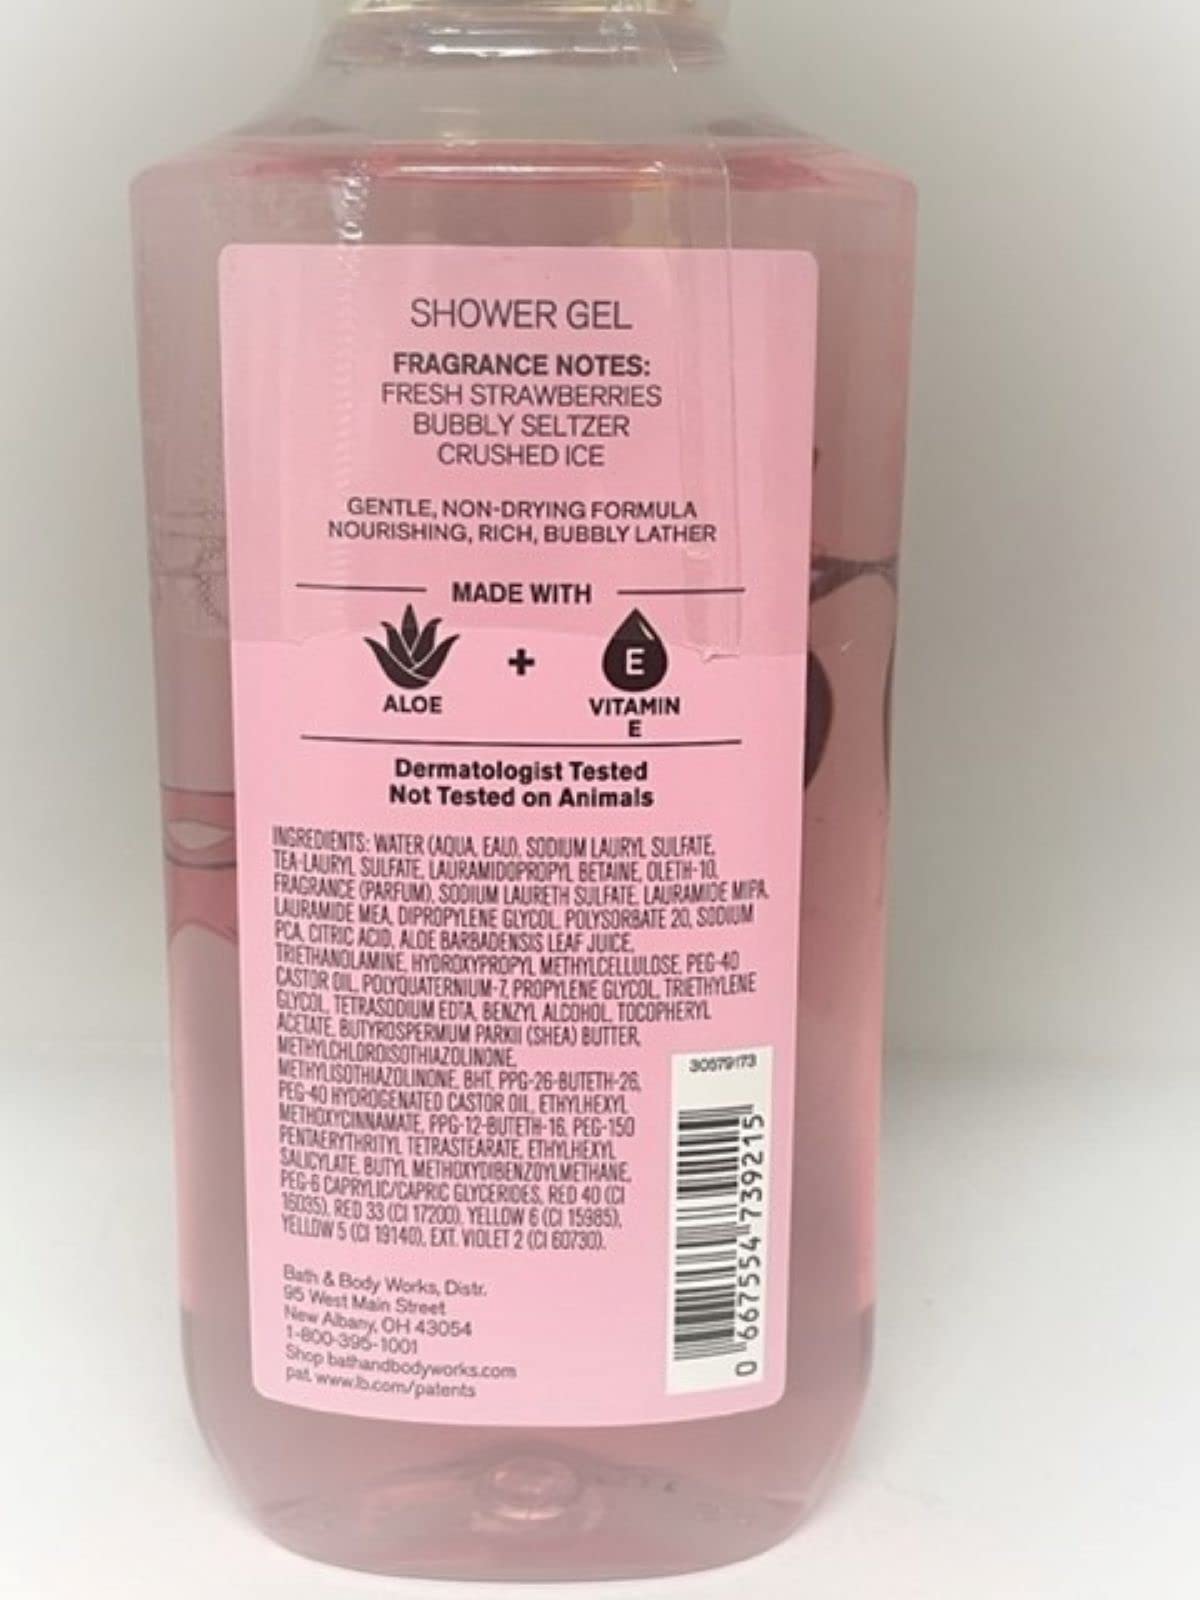 SHOWER GEL
FRAGRANCE NOTES:
FRESH STRAWBERRIES
BUBBLY SELTZER
CRUSHED ICE
GENTLE, NON-DRYING FORMULA
NOURISHING, RICH, BUBBLY LATHER
MADE WITH
+
E
ALOE
VITAMIN
E
Dermatologist Tested
Not Tested on Animals
INGREDIENTS: WATER (AQUA, EAU), SODIUM LAURYL SULFATE,
TEA-LAURYL SULFATE, LAURAMIDOPROPYL BETAINE, OLETH-10,
FRAGRANCE (PARFUM), SODIUM LAURETH SULFATE, LAURAMIDE MIPA,
LAURAMIDE MEA, DIPROPYLENE GLYCOL, POLYSORBATE 20, SODIUM
PCA, CITRIC ACID, ALOE BARBADENSIS LEAF JUICE,
TRIETHANOLAMINE, HYDROXYPROPYL METHYLCELLULOSE, PEG-40
CASTOR OIL, POLYQUATERNIUM-7, PROPYLENE GLYCOL, TRIETHYLENE
GLYCOL, TETRASODIUM EDTA, BENZYL ALCOHOL, TOCOPHERYL
ACETATE, BUTYROSPERMUM PARKII (SHEA) BUTTER,
METHYLCHLOROISOTHIAZOLINONE,
METHYLISOTHIAZOLINONE, BHT, PPG-26-BUTETH-26,
PEG-40 HYDROGENATED CASTOR OIL, ETHYLHEXYL
METHOXYCINNAMATE, PPG-12-BUTETH-16, PEG-150
PENTAERYTHRITYL TETRASTEARATE, ETHYLHEXYL
SALICYLATE, BUTYL METHOXYDIBENZOYLMETHANE,
PEG-6 CAPRYLIC/CAPRIC GLYCERIDES, RED 40 (CI
16035), RED 33 (CI 17200), YELLOW 6 (CI 15985),
YELLOW 5 (CI 19140), EXT. VIOLET 2 (CI 60730).
Bath & Body Works, Distr.
95 West Main Street
New Albany, OH 43054
1-800-395-1001
Shop bathandbodyworks.com
pat. www.lb.com/patents
30579173
0 667554 739215